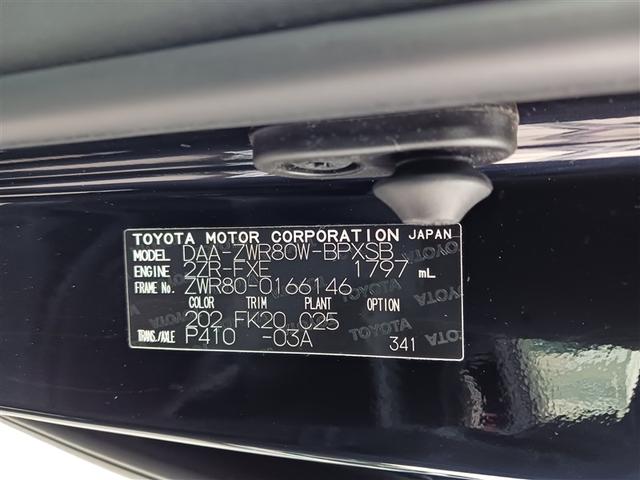 TOYOTA MOTOR CORPORATION JAPAN
MODEL DAA-ZWR80W-BPXSB
ENGINE 2ZR-FXE 1797 mL
FRAME No. ZWR80-0166146
COLOR TRIM PLANT OPTION
202 FK20 025
TRANS./AXLE P410 -03A 341